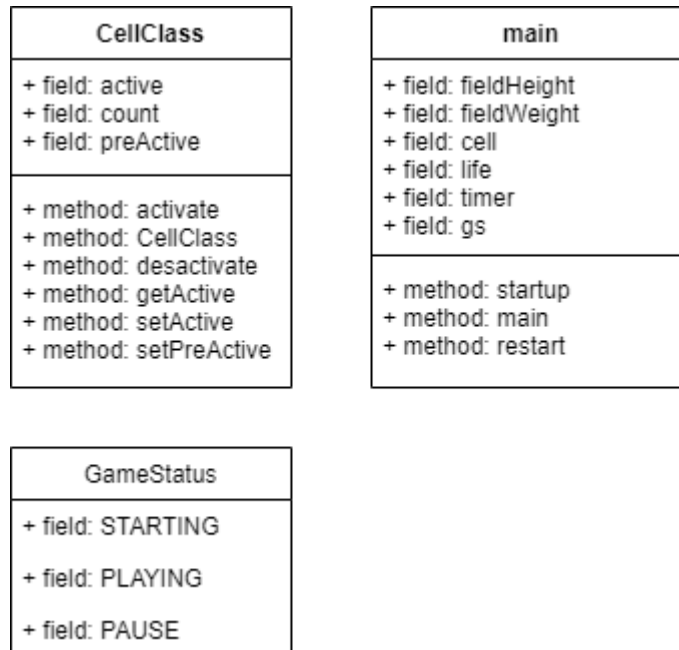 CellClass
+ field: active
+ field: count
+ field: preActive
+ method: activate
+ method: CellClass
+ method: desactivate
+ method: getActive
+ method: setActive
+ method: setPreActive
main
+ field: fieldHeight
+ field: fieldWeight
+ field: cell
+ field: life
+ field: timer
+ field: gs
+ method: startup
+ method: main
+ method: restart
GameStatus
+ field: STARTING
+ field: PLAYING
+ field: PAUSE